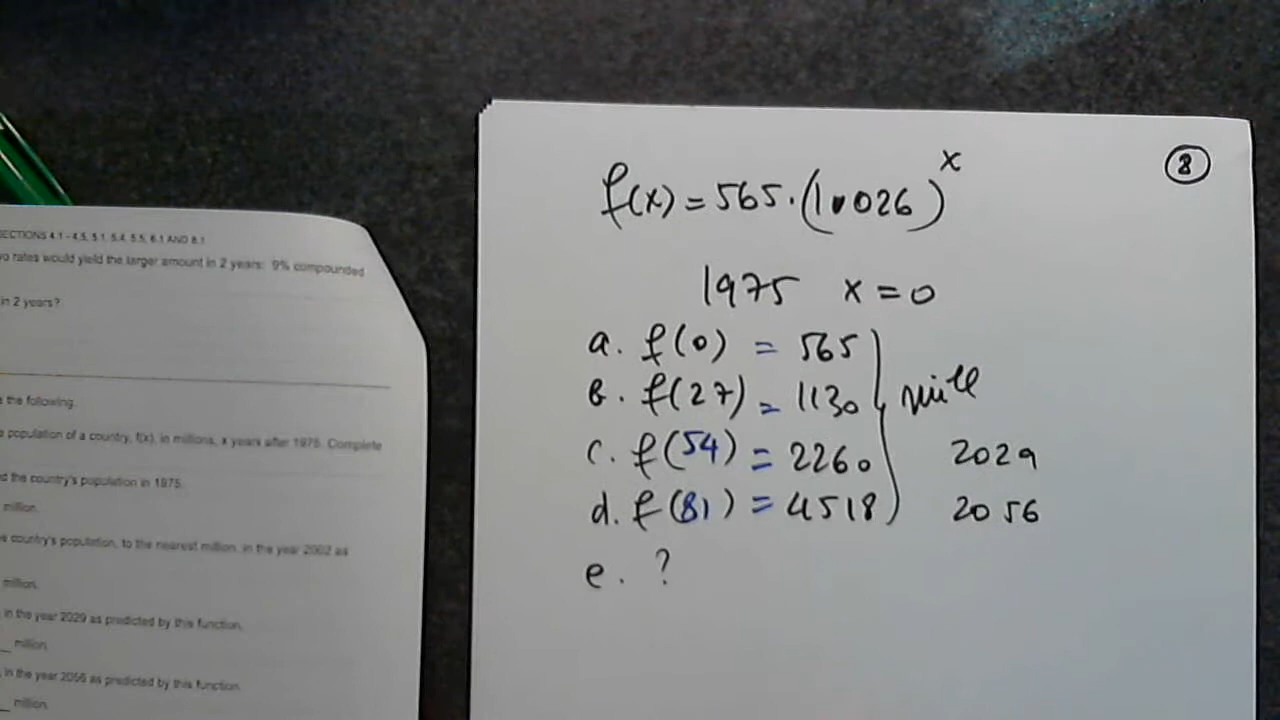 SECTIONS 4.1 - 4.5, 5.1, 5.4, 5.5, 6.1 AND 8.1
rates would yield the larger amount in 2 years: 9% compounded
in 2 years?
the following.
population of a country, f(x), in millions, x years after 1975. Complete
the country's population in 1975.
million.
country's population, to the nearest million, in the year 2002 as
million.
in the year 2029 as predicted by this function.
million.
in the year 2056 as predicted by this function.
million.
8
f(x) = 565·(1.026)^x
1975 x = 0
a. f(0) = 565
b. f(27) = 1130
c. f(54) = 2260 2029
d. f(81) = 4518 2056
e. ?